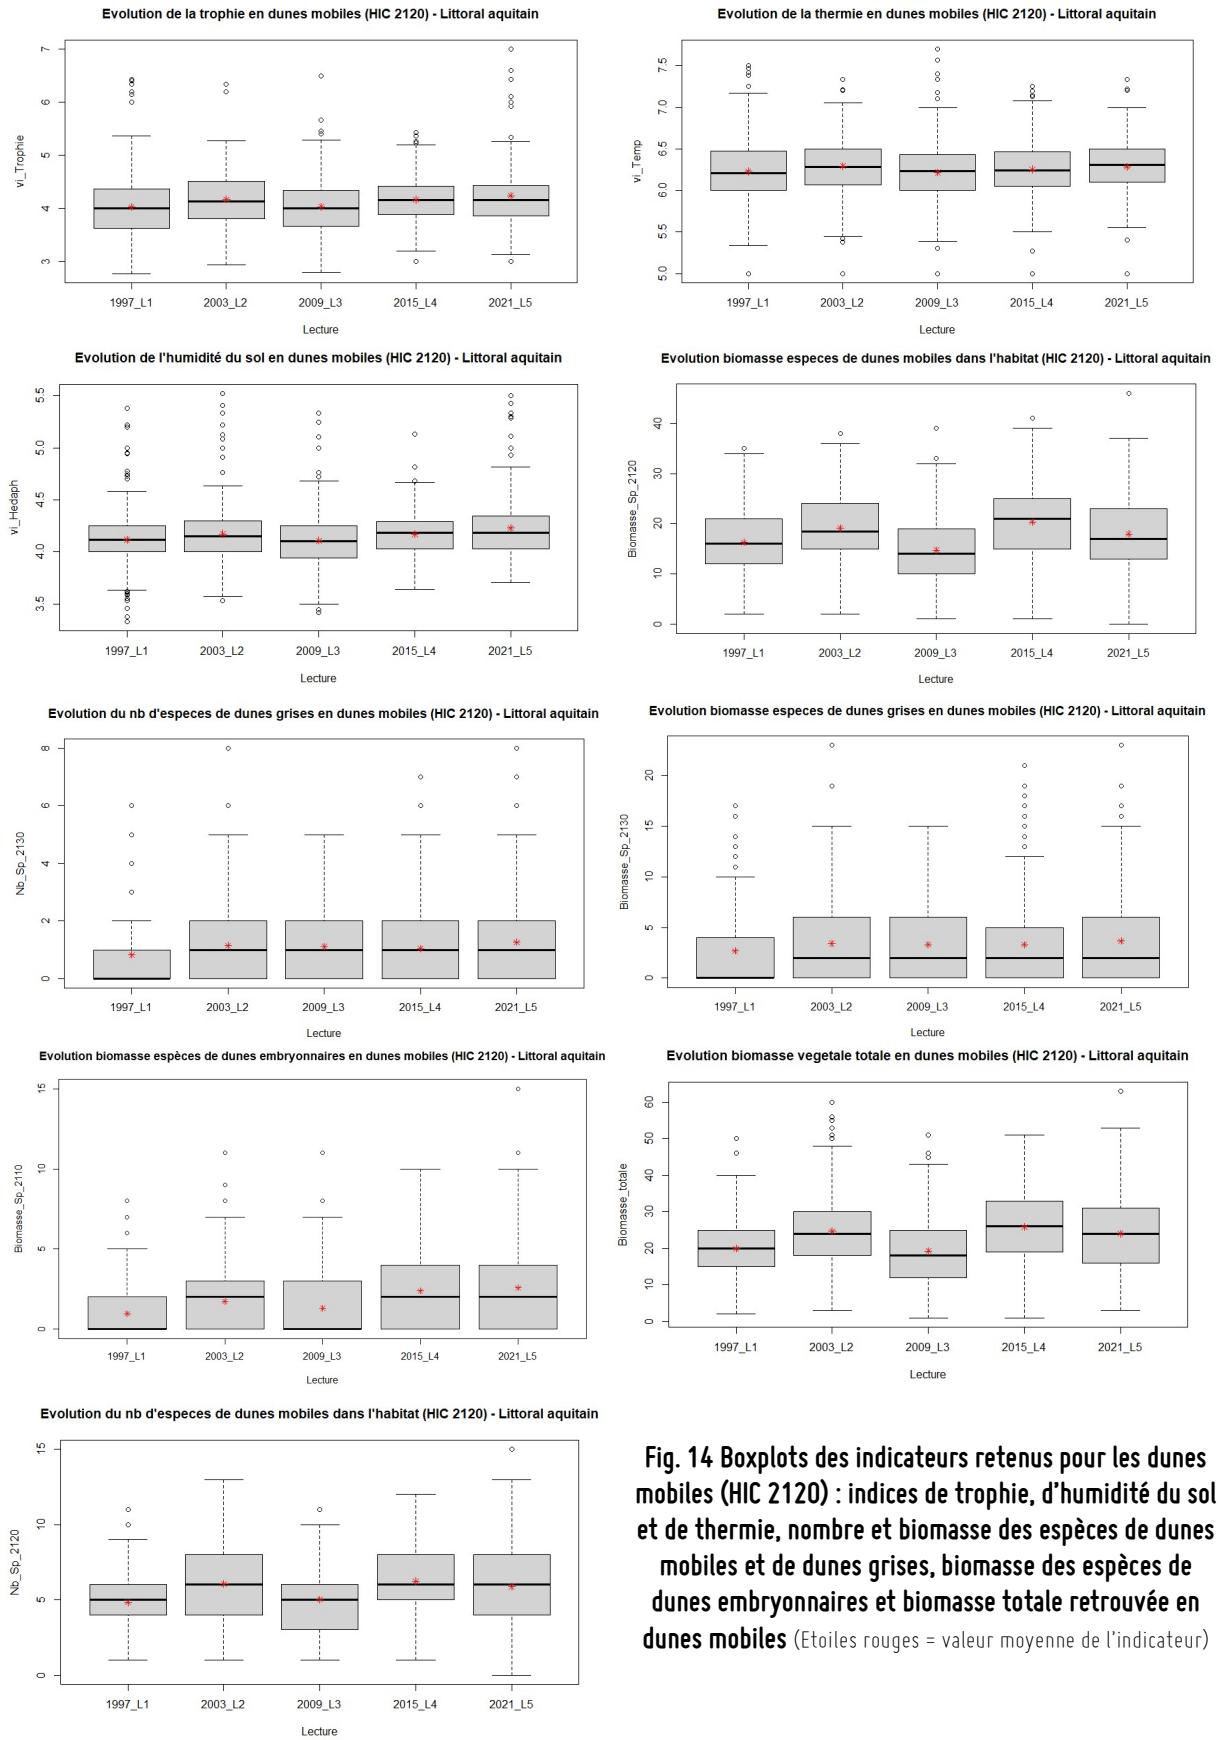 Evolution de la trophie en dunes mobiles (HIC 2120) - Littoral aquitain
vi_Trophie
7
6
5
4
3
1997_L1 2003_L2 2009_L3 2015_L4 2021_L5
Lecture
Evolution de la thermie en dunes mobiles (HIC 2120) - Littoral aquitain
vi_Temp
7.5
7.0
6.5
6.0
5.5
5.0
1997_L1 2003_L2 2009_L3 2015_L4 2021_L5
Lecture
Evolution de l'humidité du sol en dunes mobiles (HIC 2120) - Littoral aquitain
vi_Hedaph
5.5
5.0
4.5
4.0
3.5
1997_L1 2003_L2 2009_L3 2015_L4 2021_L5
Lecture
Evolution biomasse especes de dunes mobiles dans l'habitat (HIC 2120) - Littoral aquitain
Biomasse_Sp_2120
40
30
20
10
0
1997_L1 2003_L2 2009_L3 2015_L4 2021_L5
Lecture
Evolution du nb d'especes de dunes grises en dunes mobiles (HIC 2120) - Littoral aquitain
Nb_Sp_2130
8
6
4
2
0
1997_L1 2003_L2 2009_L3 2015_L4 2021_L5
Lecture
Evolution biomasse especes de dunes grises en dunes mobiles (HIC 2120) - Littoral aquitain
Biomasse_Sp_2130
20
15
10
5
0
1997_L1 2003_L2 2009_L3 2015_L4 2021_L5
Lecture
Evolution biomasse espèces de dunes embryonnaires en dunes mobiles (HIC 2120) - Littoral aquitain
Biomasse_Sp_2110
15
10
5
0
1997_L1 2003_L2 2009_L3 2015_L4 2021_L5
Lecture
Evolution biomasse vegetale totale en dunes mobiles (HIC 2120) - Littoral aquitain
Biomasse_totale
60
50
40
30
20
10
0
1997_L1 2003_L2 2009_L3 2015_L4 2021_L5
Lecture
Evolution du nb d'especes de dunes mobiles dans l'habitat (HIC 2120) - Littoral aquitain
Nb_Sp_2120
15
10
5
0
1997_L1 2003_L2 2009_L3 2015_L4 2021_L5
Lecture
Fig. 14 Boxplots des indicateurs retenus pour les dunes
mobiles (HIC 2120) : indices de trophie, d'humidité du sol
et de thermie, nombre et biomasse des espèces de dunes
mobiles et de dunes grises, biomasse des espèces de
dunes embryonnaires et biomasse totale retrouvée en
dunes mobiles (Etoiles rouges = valeur moyenne de l'indicateur)